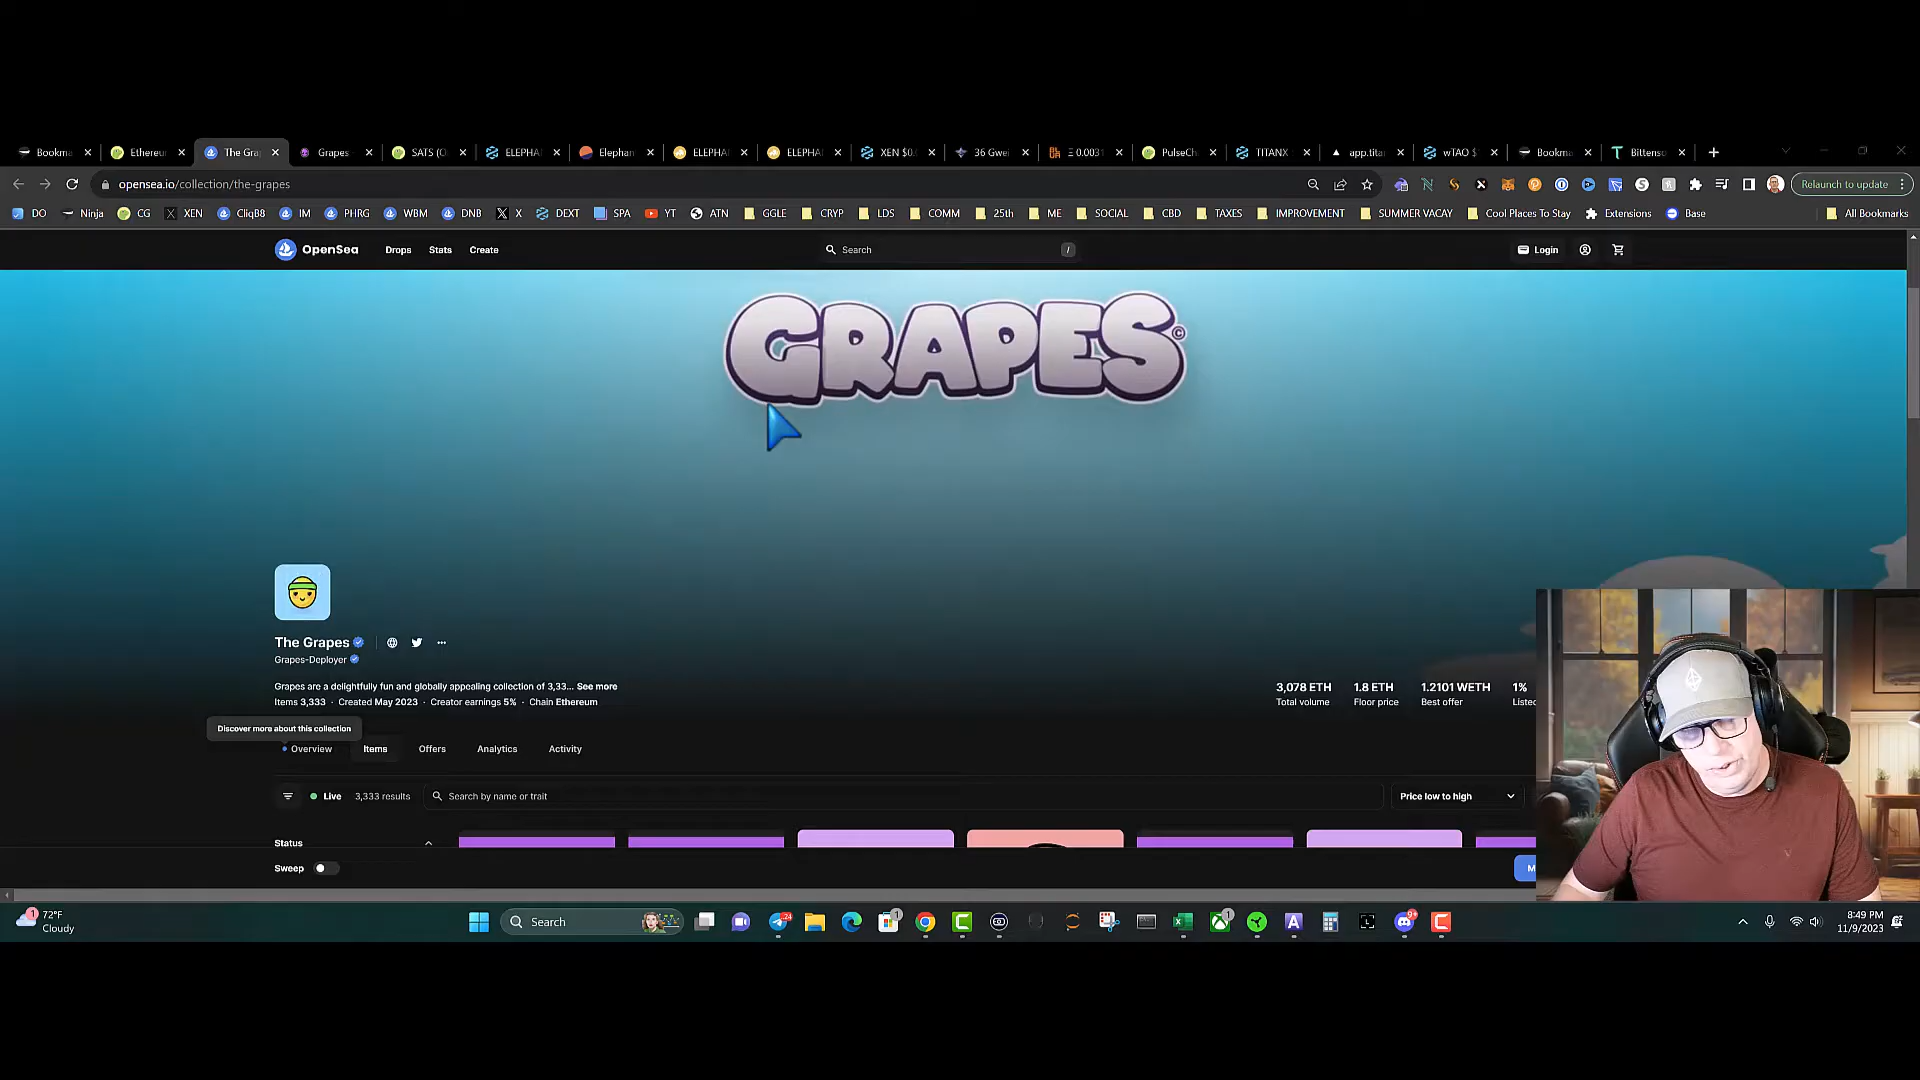 Bookma
Ethereu
The Gra
Grapes
SATS (O
ELEPHA
Elephan
ELEPHA
ELEPHA
XEN $0.
36 Gwei
Ξ 0.0031
PulseCh
TITANX
app.tita
wTAO $
Bookma
Bittens
opensea.io/collection/the-grapes
Relaunch to update
DO Ninja CG XEN CliqB8 IM PHRG WBM DNB X DEXT SPA YT ATN GGLE CRYP LDS COMM 25th ME SOCIAL CBD TAXES IMPROVEMENT SUMMER VACAY Cool Places To Stay Extensions Base All Bookmarks
OpenSea Drops Stats Create Search / Login
GRAPES©
The Grapes
Grapes-Deployer
Grapes are a delightfully fun and globally appealing collection of 3,33... See more
Items 3,333 · Created May 2023 · Creator earnings 5% · Chain Ethereum
3,078 ETH 1.8 ETH 1.2101 WETH 1%
Total volume Floor price Best offer Liste
Discover more about this collection
Overview Items Offers Analytics Activity
Live 3,333 results Search by name or trait Price low to high
Status
Sweep
72°F
Cloudy
Search
8:49 PM
11/9/2023